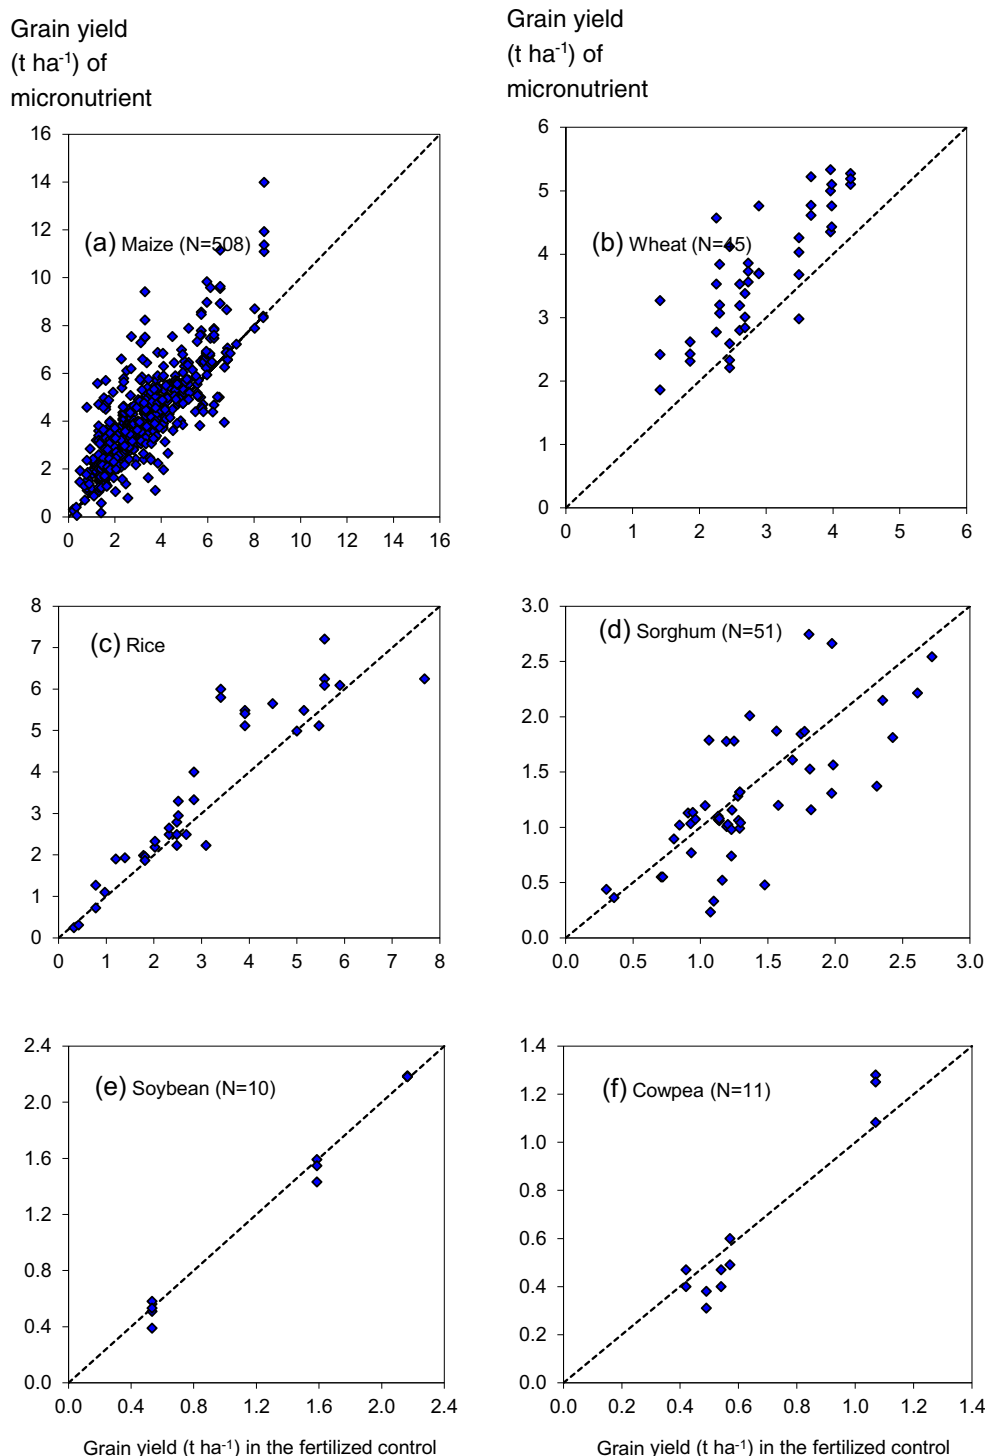 Grain yield
(t ha-1) of
micronutrient
Grain yield
(t ha-1) of
micronutrient
16
14
12
10
8
6
4
2
0
(a) Maize (N=508)
0 2 4 6 8 10 12 14 16
6
5
4
3
2
1
0
(b) Wheat (N=45)
0 1 2 3 4 5 6
8
7
6
5
4
3
2
1
0
(c) Rice
0 1 2 3 4 5 6 7 8
3.0
2.5
2.0
1.5
1.0
0.5
0.0
(d) Sorghum (N=51)
0.0 0.5 1.0 1.5 2.0 2.5 3.0
2.4
2.0
1.6
1.2
0.8
0.4
0.0
(e) Soybean (N=10)
0.0 0.4 0.8 1.2 1.6 2.0 2.4
Grain yield (t ha-1) in the fertilized control
1.4
1.2
1.0
0.8
0.6
0.4
0.2
0.0
(f) Cowpea (N=11)
0.0 0.2 0.4 0.6 0.8 1.0 1.2 1.4
Grain yield (t ha-1) in the fertilized control